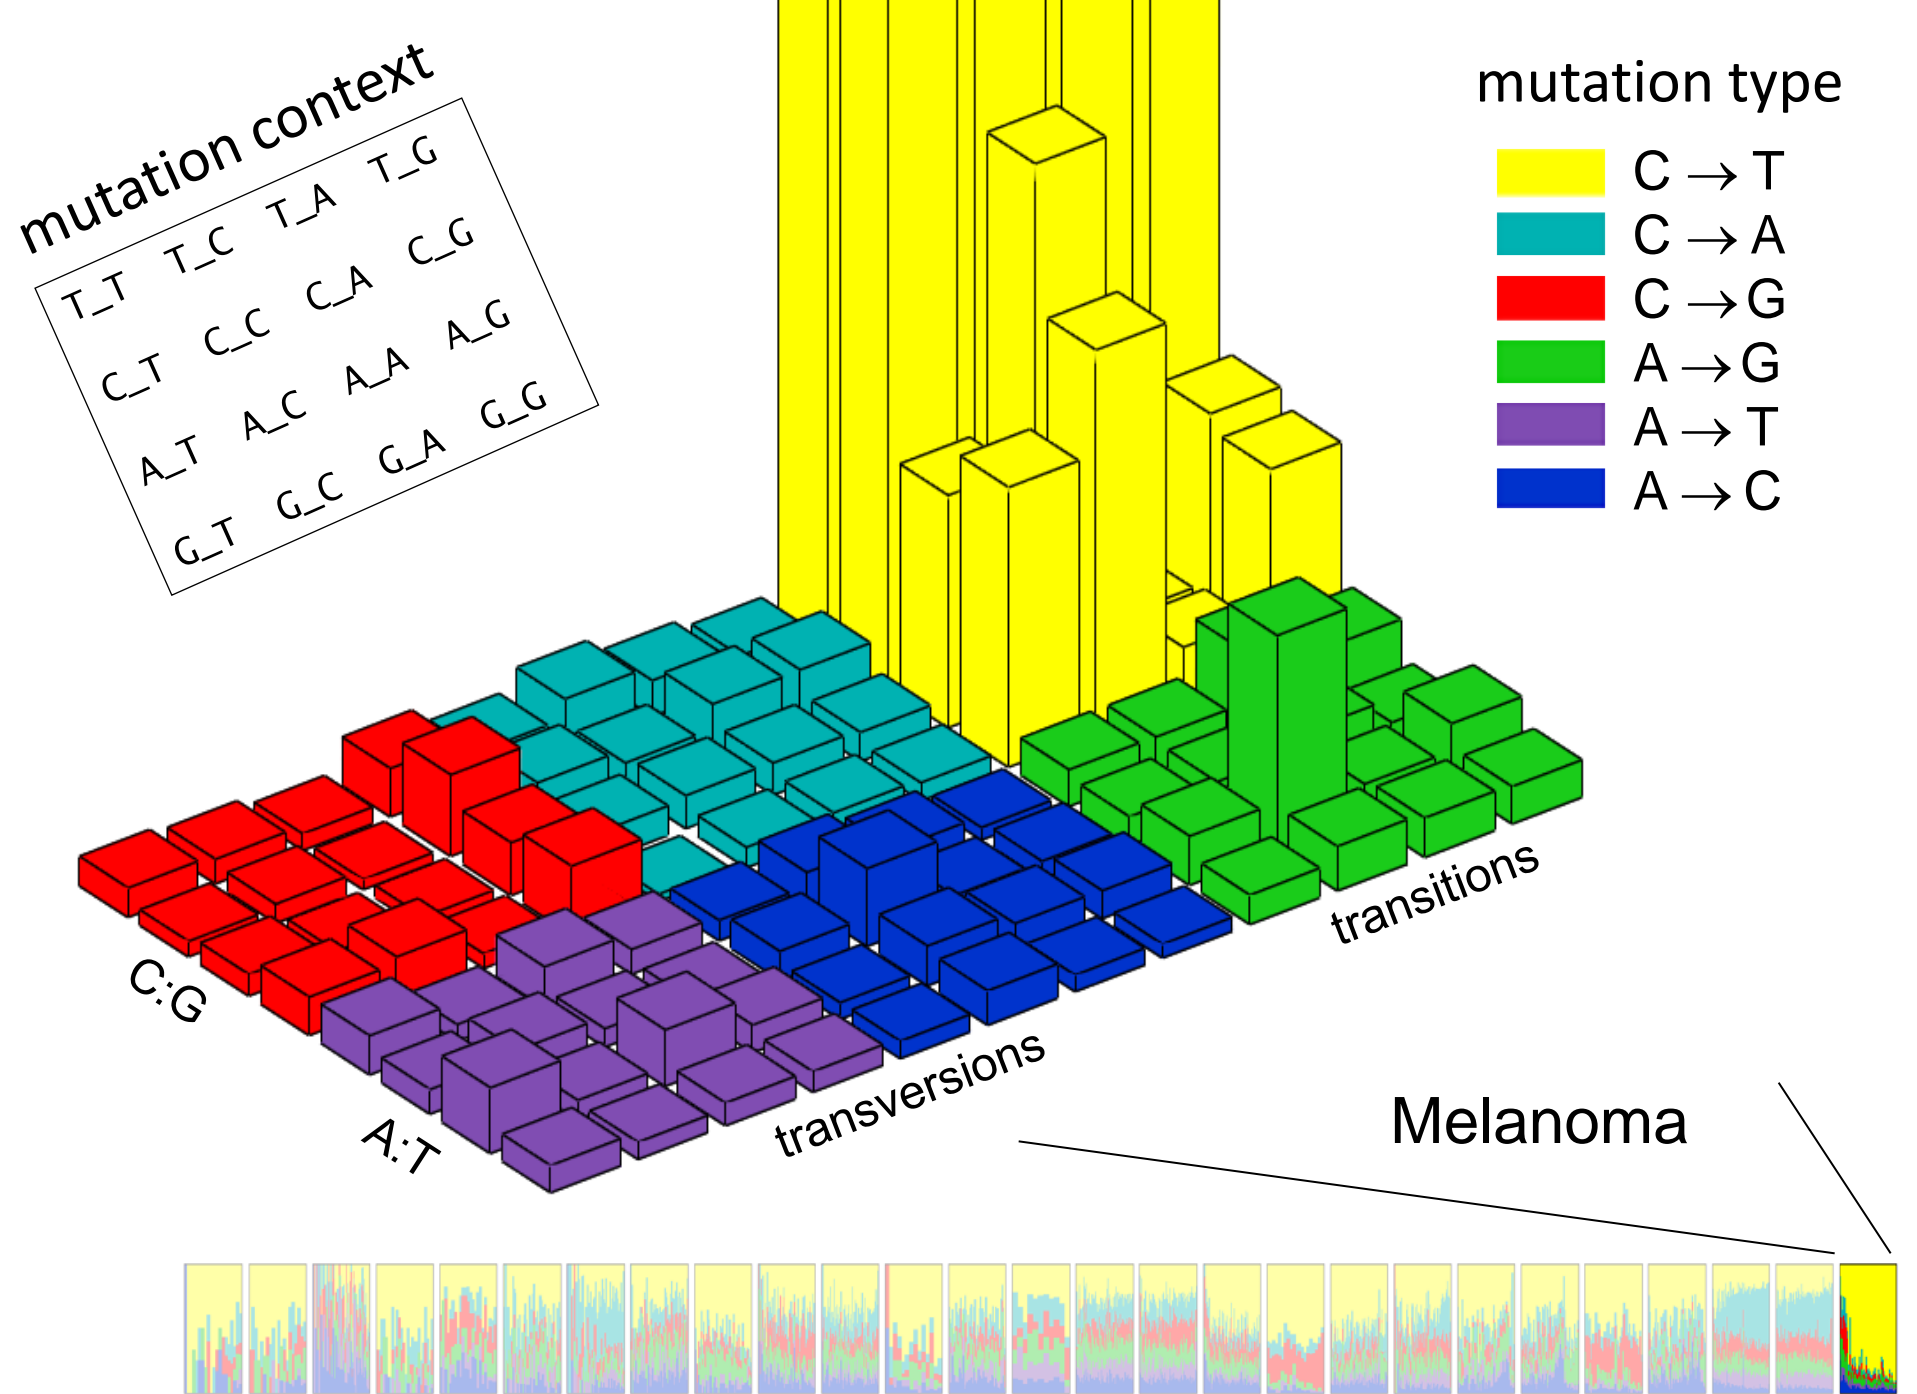 mutation context
T_T T_C T_A T_G
C_T C_C C_A C_G
A_T A_C A_A A_G
G_T G_C G_A G_G
mutation type
C → T
C → A
C → G
A → G
A → T
A → C
C:G
A:T
transversions
transitions
Melanoma